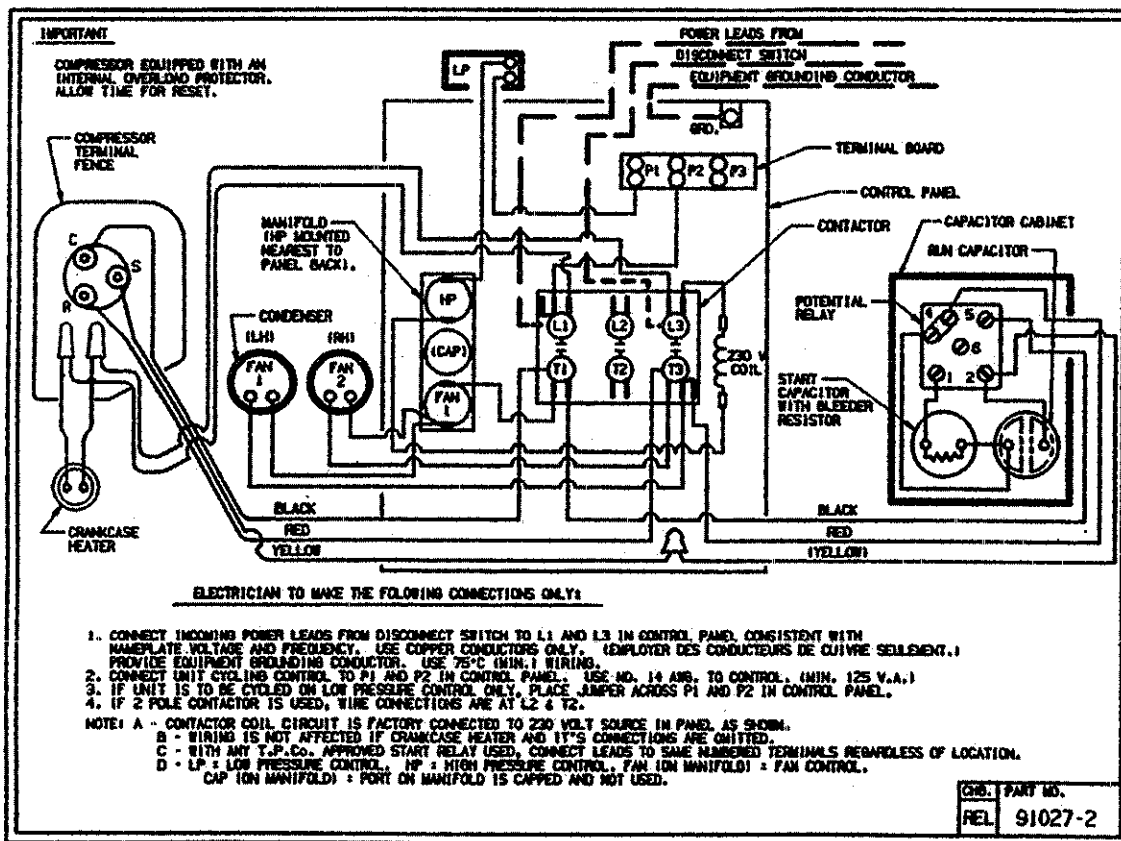 IMPORTANT
COMPRESSOR EQUIPPED WITH AN
INTERNAL OVERLOAD PROTECTOR.
ALLOW TIME FOR RESET.
LP
POWER LEADS FROM
DISCONNECT SWITCH
EQUIPMENT GROUNDING CONDUCTOR
GRD.
COMPRESSOR
TERMINAL
FENCE
P1 P2 P3
TERMINAL BOARD
CONTROL PANEL
CONTACTOR
CAPACITOR CABINET
RUN CAPACITOR
MANIFOLD
(HP MOUNTED
NEAREST TO
PANEL BACK).
C
S
R
HP
(CAP)
FAN
1
CONDENSER
(LH) (RH)
FAN
1
FAN
2
L1 L2 L3
T1 T2 T3
230 V
COIL
POTENTIAL
RELAY
4 5
6
1 2
START
CAPACITOR
WITH BLEEDER
RESISTOR
CRANKCASE
HEATER
BLACK
RED
YELLOW
BLACK
RED
(YELLOW)
ELECTRICIAN TO MAKE THE FOLOWING CONNECTIONS ONLY:
1. CONNECT INCOMING POWER LEADS FROM DISCONNECT SWITCH TO L1 AND L3 IN CONTROL PANEL CONSISTENT WITH
NAMEPLATE VOLTAGE AND FREQUENCY. USE COPPER CONDUCTORS ONLY. (EMPLOYER DES CONDUCTEURS DE CUIVRE SEULEMENT.)
PROVIDE EQUIPMENT GROUNDING CONDUCTOR. USE 75°C (MIN.) WIRING.
2. CONNECT UNIT CYCLING CONTROL TO P1 AND P2 IN CONTROL PANEL. USE NO. 14 AWG. TO CONTROL. (MIN. 125 V.A.)
3. IF UNIT IS TO BE CYCLED ON LOW PRESSURE CONTROL ONLY, PLACE JUMPER ACROSS P1 AND P2 IN CONTROL PANEL.
4. IF 2 POLE CONTACTOR IS USED, WIRE CONNECTIONS ARE AT L2 & T2.
NOTE: A - CONTACTOR COIL CIRCUIT IS FACTORY CONNECTED TO 230 VOLT SOURCE IN PANEL AS SHOWN.
B - WIRING IS NOT AFFECTED IF CRANKCASE HEATER AND IT'S CONNECTIONS ARE OMITTED.
C - WITH ANY T.P.Co. APPROVED START RELAY USED, CONNECT LEADS TO SAME NUMBERED TERMINALS REGARDLESS OF LOCATION.
D - LP = LOW PRESSURE CONTROL. HP = HIGH PRESSURE CONTROL. FAN (ON MANIFOLD) = FAN CONTROL.
CAP (ON MANIFOLD) = PORT ON MANIFOLD IS CAPPED AND NOT USED.
CHG. PART NO.
REL 91027-2